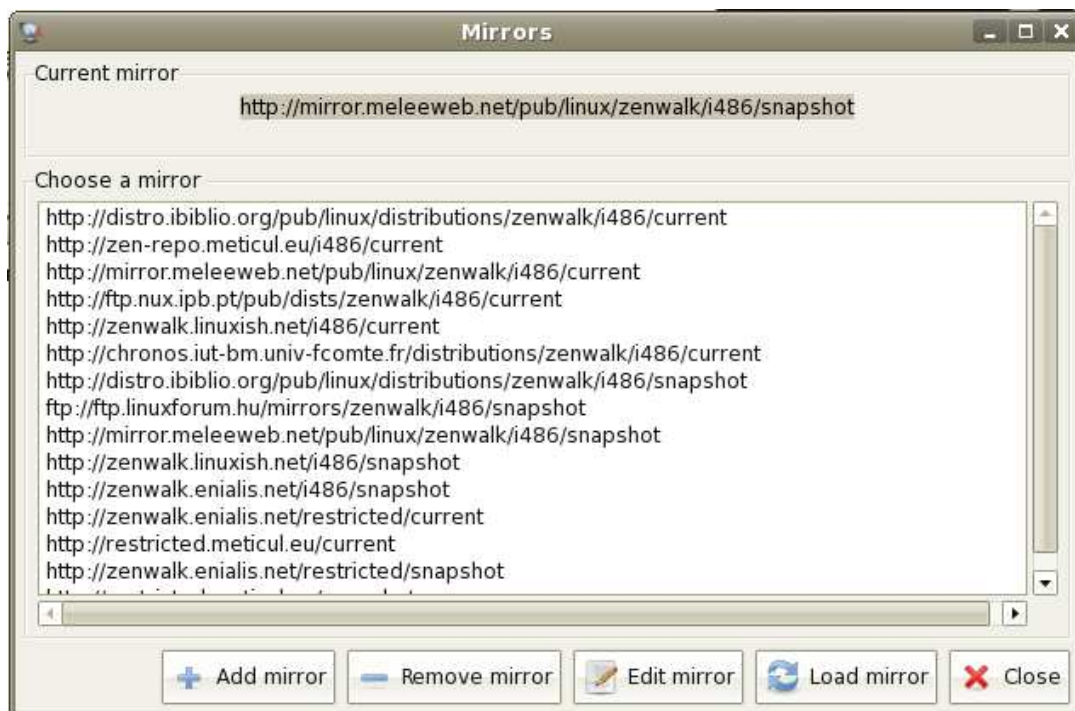 Mirrors
Current mirror
http://mirror.meleeweb.net/pub/linux/zenwalk/i486/snapshot
Choose a mirror
http://distro.ibiblio.org/pub/linux/distributions/zenwalk/i486/current
http://zen-repo.meticul.eu/i486/current
http://mirror.meleeweb.net/pub/linux/zenwalk/i486/current
http://ftp.nux.ipb.pt/pub/dists/zenwalk/i486/current
http://zenwalk.linuxish.net/i486/current
http://chronos.iut-bm.univ-fcomte.fr/distributions/zenwalk/i486/current
http://distro.ibiblio.org/pub/linux/distributions/zenwalk/i486/snapshot
ftp://ftp.linuxforum.hu/mirrors/zenwalk/i486/snapshot
http://mirror.meleeweb.net/pub/linux/zenwalk/i486/snapshot
http://zenwalk.linuxish.net/i486/snapshot
http://zenwalk.enialis.net/i486/snapshot
http://zenwalk.enialis.net/restricted/current
http://restricted.meticul.eu/current
http://zenwalk.enialis.net/restricted/snapshot
Add mirror Remove mirror Edit mirror Load mirror Close